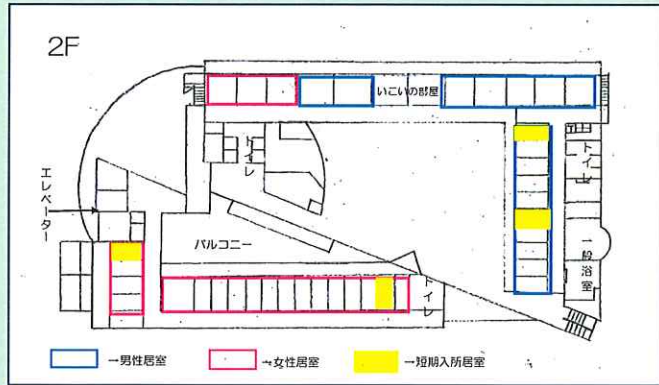 2F
いこいの部屋
トイレ
トイレ
エレベーター
バルコニー
一般浴室
トイレ
→男性居室
→女性居室
→短期入所居室